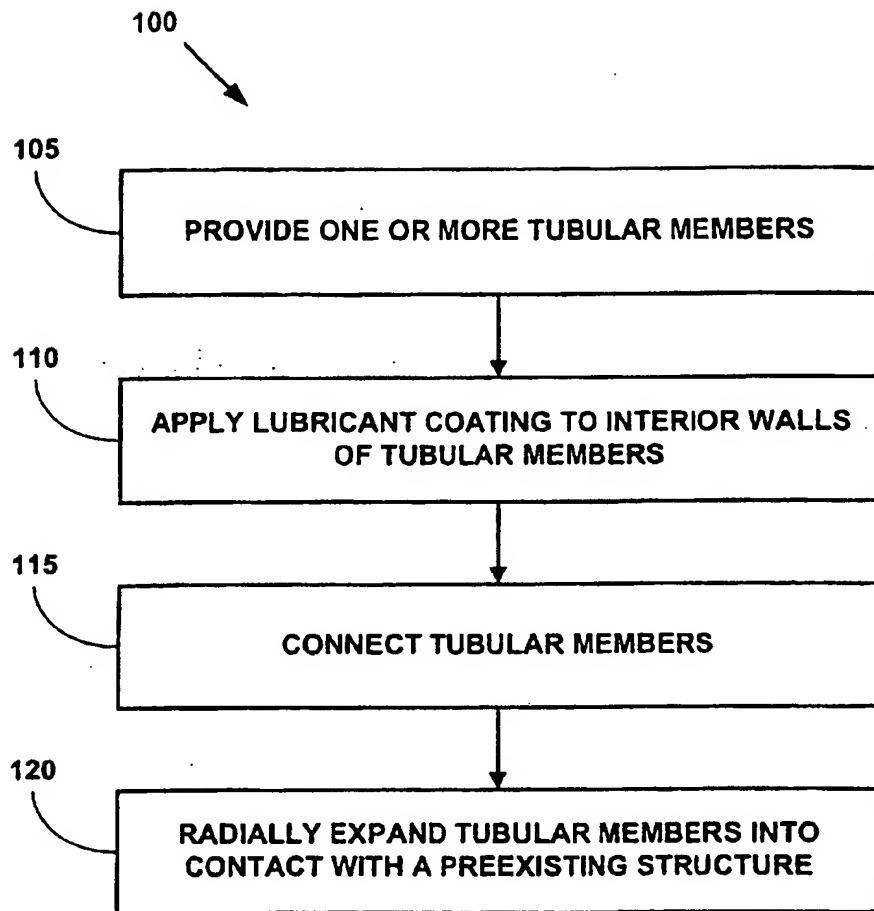 100
105
PROVIDE ONE OR MORE TUBULAR MEMBERS
110
APPLY LUBRICANT COATING TO INTERIOR WALLS
OF TUBULAR MEMBERS
115
CONNECT TUBULAR MEMBERS
120
RADIALLY EXPAND TUBULAR MEMBERS INTO
CONTACT WITH A PREEXISTING STRUCTURE